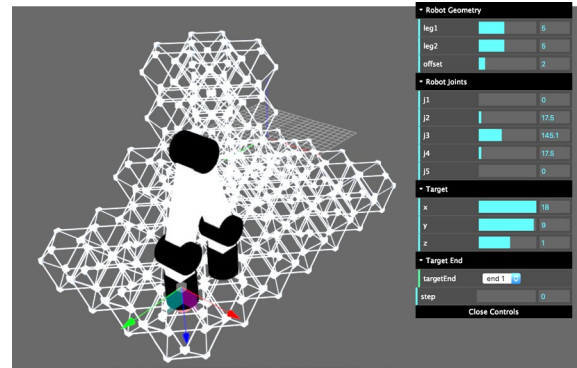 Robot Geometry
leg1 5
leg2 5
offset 2
Robot Joints
j1 0
j2 17.5
j3 145.1
j4 17.5
j5 0
Target
x 18
y 9
z 1
Target End
targetEnd end 1
step 0
Close Controls